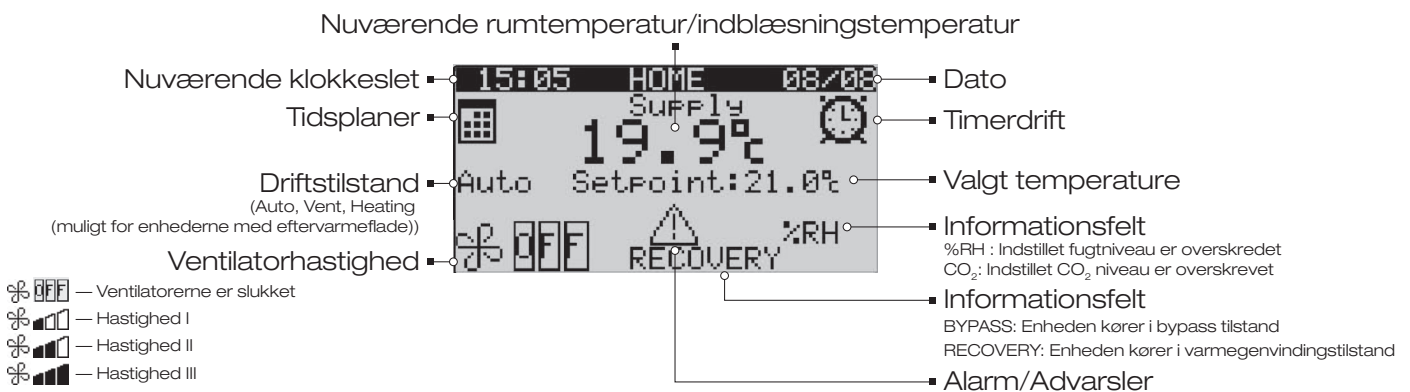 Nuværende rumtemperatur/indblæsningstemperatur
Nuværende klokkeslet
Tidsplaner
Driftstilstand
(Auto, Vent, Heating
(muligt for enhederne med eftervarmeflade))
Ventilatorhastighed
OFF — Ventilatorerne er slukket
— Hastighed I
— Hastighed II
— Hastighed III
15:05 HOME 08/08
Supply
19.9°c
Auto Setpoint:21.0°c
OFF %RH
RECOVERY
Dato
Timerdrift
Valgt temperature
Informationsfelt
%RH : Indstillet fugtniveau er overskredet
CO₂: Indstillet CO₂ niveau er overskrevet
Informationsfelt
BYPASS: Enheden kører i bypass tilstand
RECOVERY: Enheden kører i varmegenvindingstilstand
Alarm/Advarsler